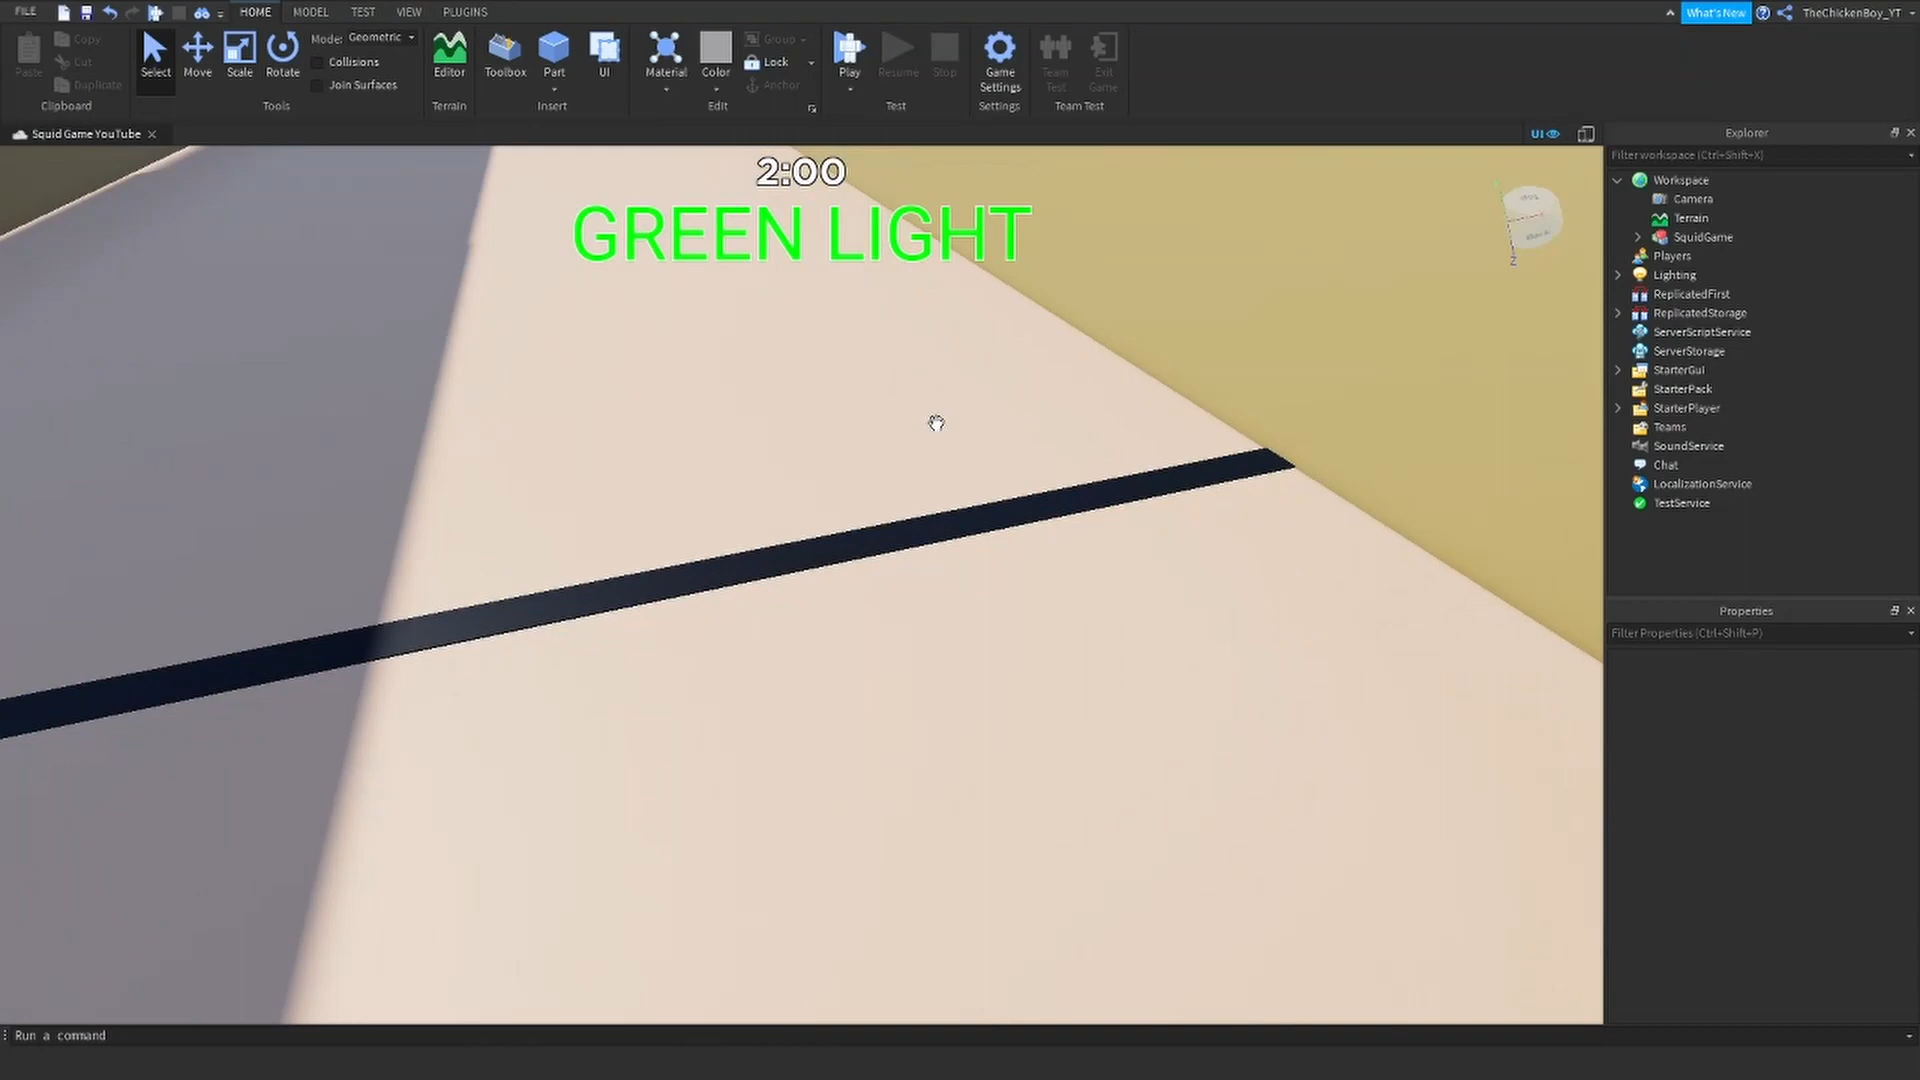 FILE HOME MODEL TEST VIEW PLUGINS What's New TheChickenBoy_YT
Paste Copy Cut Duplicate Clipboard
Select Move Scale Rotate Mode: Geometric Collisions Join Surfaces Tools
Editor Terrain
Toolbox Part UI Insert
Material Color Group Lock Anchor Edit
Play Resume Stop Test
Game Settings Settings
Team Test Exit Game Team Test
Squid Game YouTube UI
2:00
GREEN LIGHT
Z
Explorer
Filter workspace (Ctrl+Shift+X)
Workspace
Camera
Terrain
SquidGame
Players
Lighting
ReplicatedFirst
ReplicatedStorage
ServerScriptService
ServerStorage
StarterGui
StarterPack
StarterPlayer
Teams
SoundService
Chat
LocalizationService
TestService
Properties
Filter Properties (Ctrl+Shift+P)
Run a command